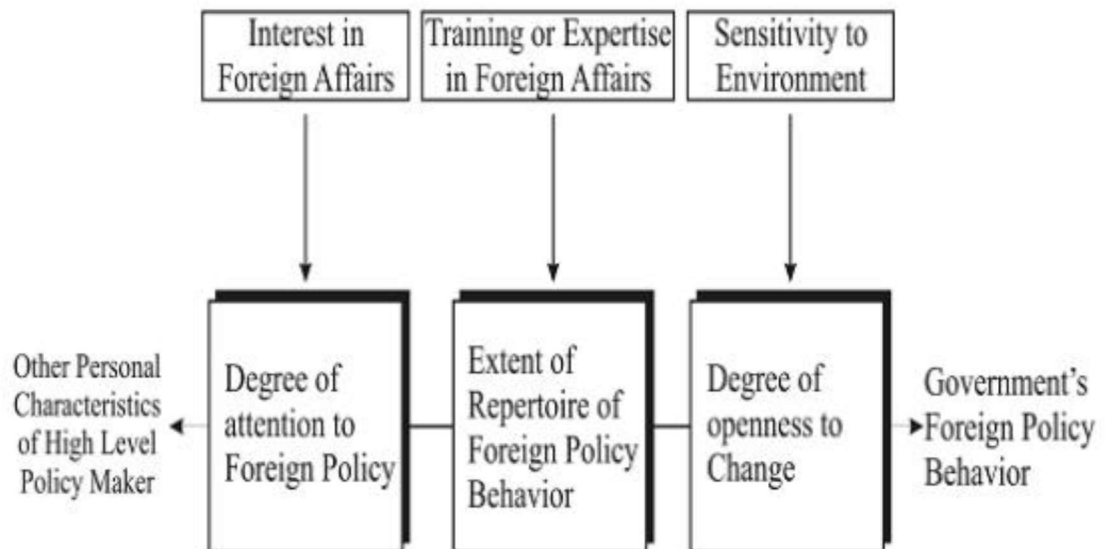 Interest in
Foreign Affairs
Training or Expertise
in Foreign Affairs
Sensitivity to
Environment
Other Personal
Characteristics
of High Level
Policy Maker
Degree of
attention to
Foreign Policy
Extent of
Repertoire of
Foreign Policy
Behavior
Degree of
openness to
Change
Government's
Foreign Policy
Behavior